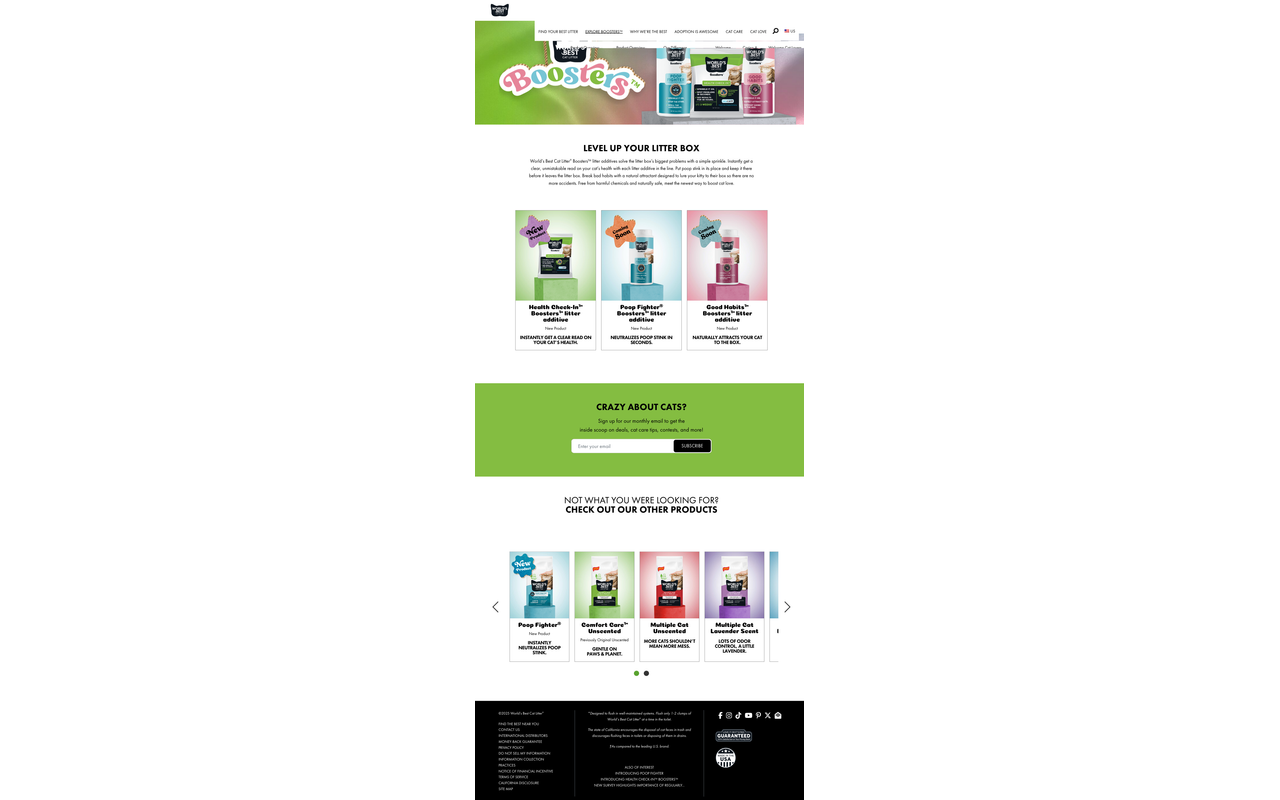 WORLD'S BEST
FIND YOUR BEST LITTER
EXPLORE BOOSTERS™
WHY WE'RE THE BEST
ADOPTION IS AWESOME
CAT CARE
CAT LOVE
US
WORLD'S BEST
CAT LITTER
Boosters™
LEVEL UP YOUR LITTER BOX
World's Best Cat Litter® Boosters™ litter additives solve the litter box's biggest problems with a simple sprinkle. Instantly get a
clear, unmistakable read on your cat's health with each litter additive in the line. Put poop stink in its place and keep it there
before it leaves the litter box. Break bad habits with a natural attractant designed to lure your kitty to their box so there are no
more accidents. Free from harmful chemicals and naturally safe, meet the newest way to boost cat love.
New Product
Coming Soon
Coming Soon
Health Check-In™
Boosters™ litter
additive
New Product
INSTANTLY GET A CLEAR READ ON
YOUR CAT'S HEALTH.
Poop Fighter®
Boosters™ litter
additive
New Product
NEUTRALIZES POOP STINK IN
SECONDS.
Good Habits™
Boosters™ litter
additive
New Product
NATURALLY ATTRACTS YOUR CAT
TO THE BOX.
CRAZY ABOUT CATS?
Sign up for our monthly email to get the
inside scoop on deals, cat care tips, contests, and more!
Enter your email
SUBSCRIBE
NOT WHAT YOU WERE LOOKING FOR?
CHECK OUT OUR OTHER PRODUCTS
New Product
Poop Fighter®
New Product
INSTANTLY
NEUTRALIZES POOP
STINK.
Comfort Care™
Unscented
Previously Original Unscented
GENTLE ON
PAWS & PLANET.
Multiple Cat
Unscented
MORE CATS SHOULDN'T
MEAN MORE MESS.
Multiple Cat
Lavender Scent
LOTS OF ODOR
CONTROL, A LITTLE
LAVENDER.
©2025 World's Best Cat Litter®
FIND THE BEST NEAR YOU
CONTACT US
INTERNATIONAL DISTRIBUTORS
MONEY-BACK GUARANTEE
PRIVACY POLICY
DO NOT SELL MY INFORMATION
INFORMATION COLLECTION
PRACTICES
NOTICE OF FINANCIAL INCENTIVE
TERMS OF SERVICE
CALIFORNIA DISCLOSURE
SITE MAP
*Designed to flush in well-maintained systems. Flush only 1-2 clumps of
World's Best Cat Litter® at a time in the toilet.
The state of California encourages the disposal of cat feces in trash and
discourages flushing feces in toilets or disposing of them in drains.
‡ As compared to the leading U.S. brand.
ALSO OF INTEREST
INTRODUCING POOP FIGHTER
INTRODUCING HEALTH CHECK-IN™ BOOSTERS™
NEW SURVEY HIGHLIGHTS IMPORTANCE OF REGULARLY...
GUARANTEED
USA